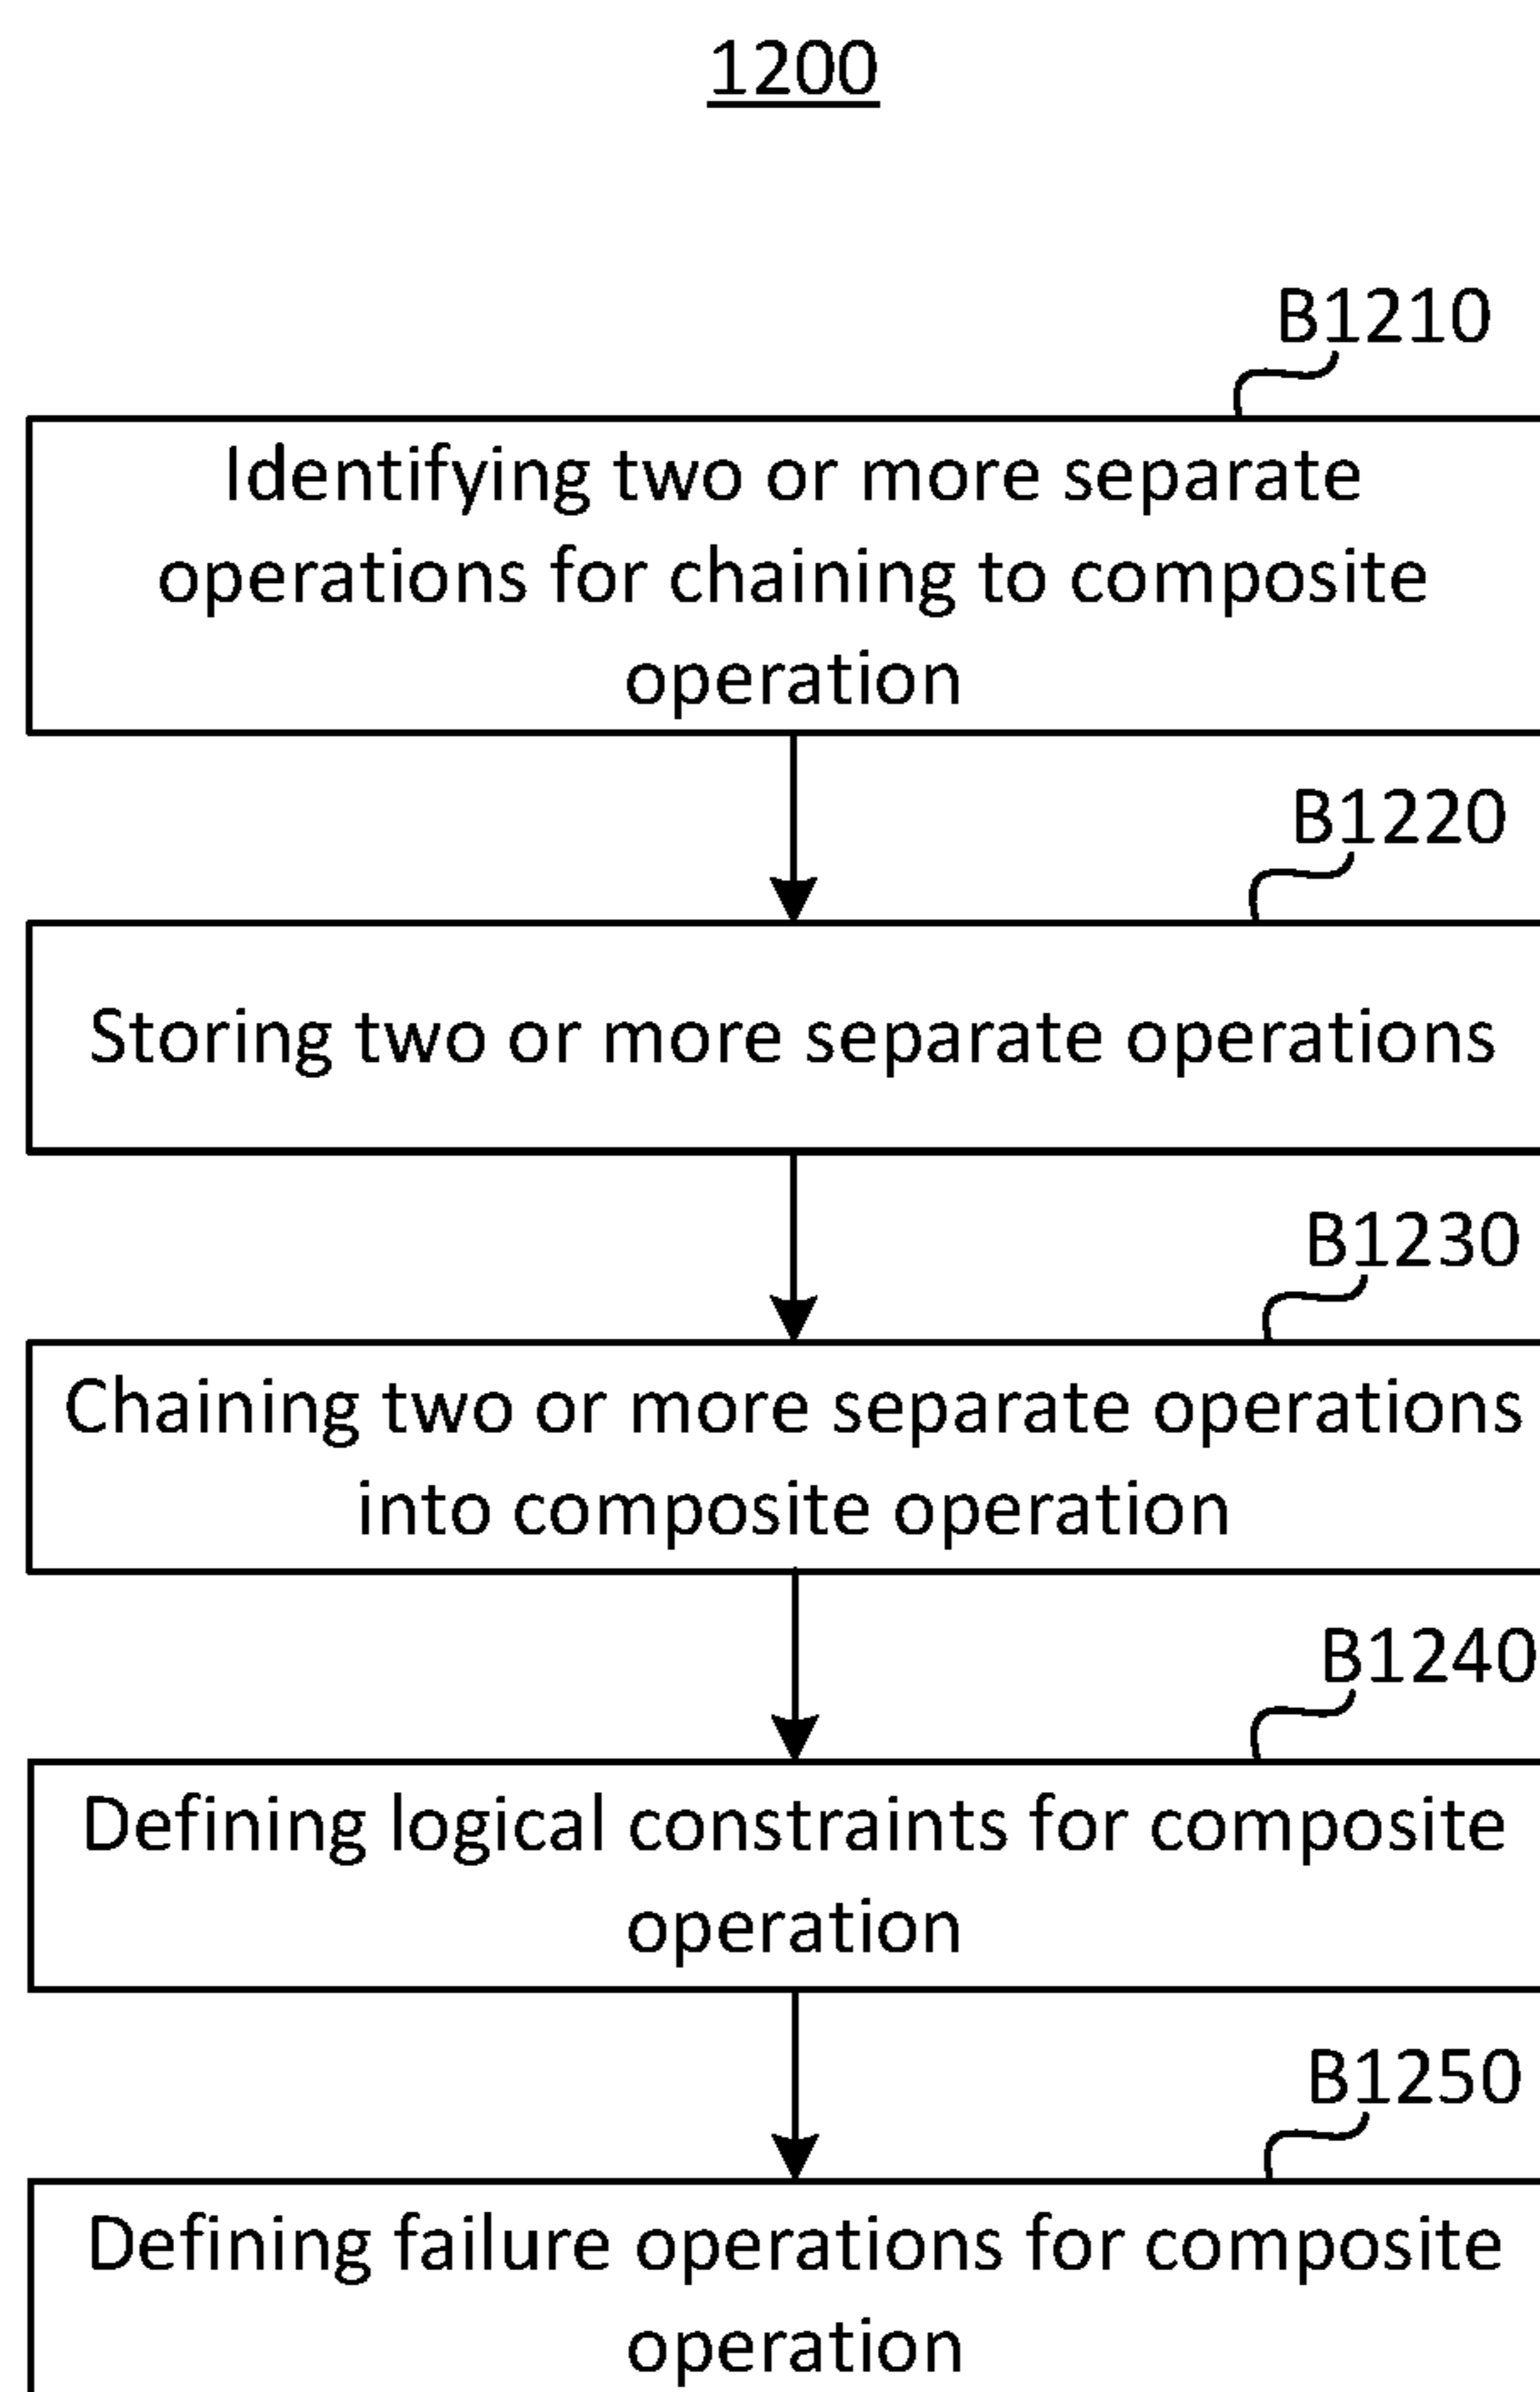 1200
B1210
Identifying two or more separate
operations for chaining to composite
operation
B1220
Storing two or more separate operations
B1230
Chaining two or more separate operations
into composite operation
B1240
Defining logical constraints for composite
operation
B1250
Defining failure operations for composite
operation